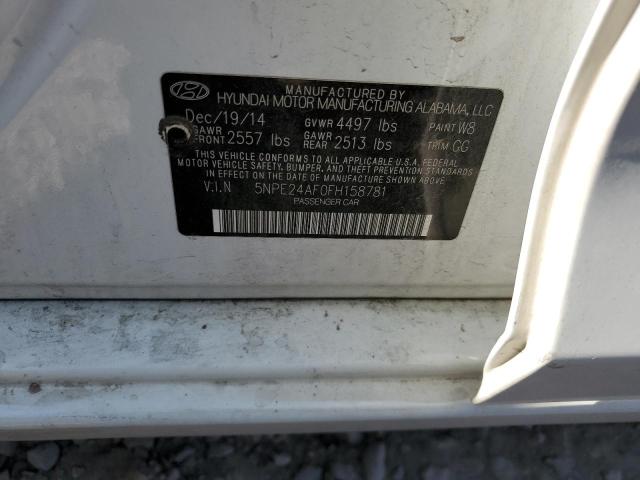 MANUFACTURED BY
HYUNDAI MOTOR MANUFACTURING ALABAMA, LLC
Dec/19/14 GVWR 4497 lbs PAINT W8
GAWR FRONT 2557 lbs GAWR REAR 2513 lbs TRIM GG
THIS VEHICLE CONFORMS TO ALL APPLICABLE U.S.A. FEDERAL
MOTOR VEHICLE SAFETY, BUMPER, AND THEFT PREVENTION STANDARDS
IN EFFECT ON THE DATE OF MANUFACTURE SHOWN ABOVE.
V.I.N 5NPE24AF0FH158781
PASSENGER CAR